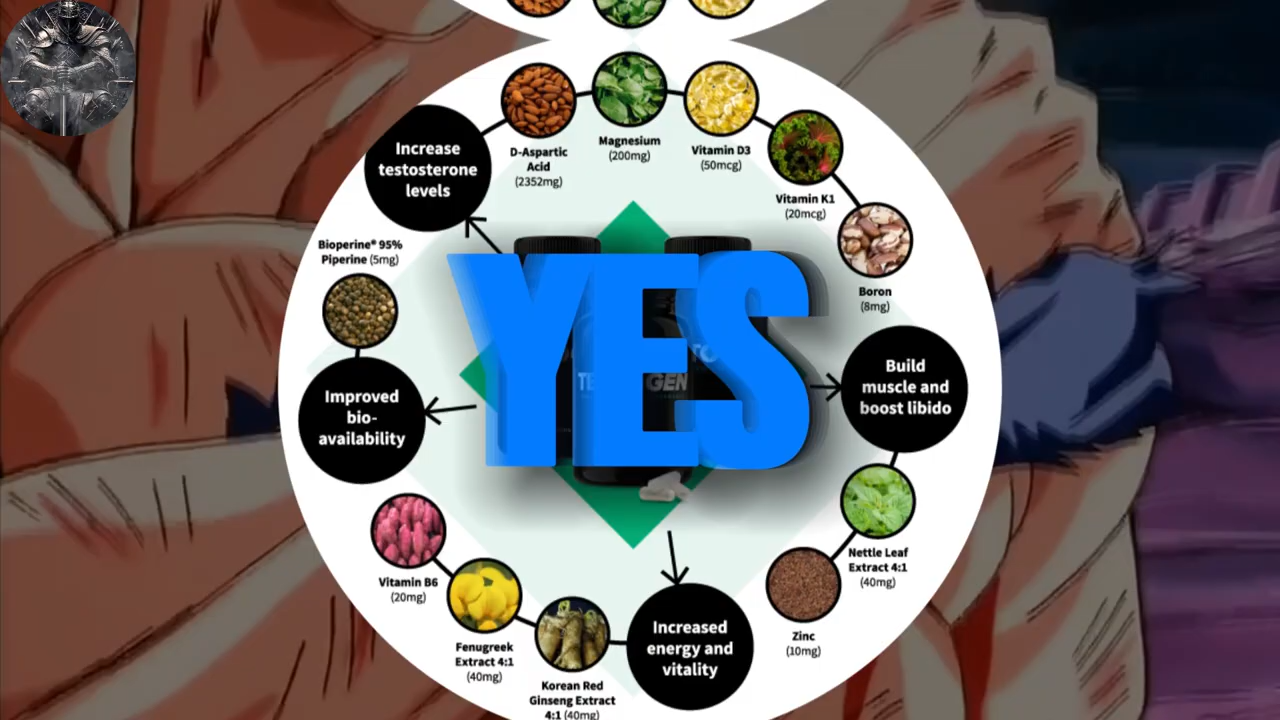 Increase
testosterone
levels
D-Aspartic
Acid
(2352mg)
Magnesium
(200mg)
Vitamin D3
(50mcg)
Vitamin K1
(20mcg)
Boron
(8mg)
Bioperine® 95%
Piperine (5mg)
YES
Build
muscle and
boost libido
Improved
bio-
availability
Nettle Leaf
Extract 4:1
(40mg)
Vitamin B6
(20mg)
Zinc
(10mg)
Increased
energy and
vitality
Fenugreek
Extract 4:1
(40mg)
Korean Red
Ginseng Extract
4:1 (40mg)